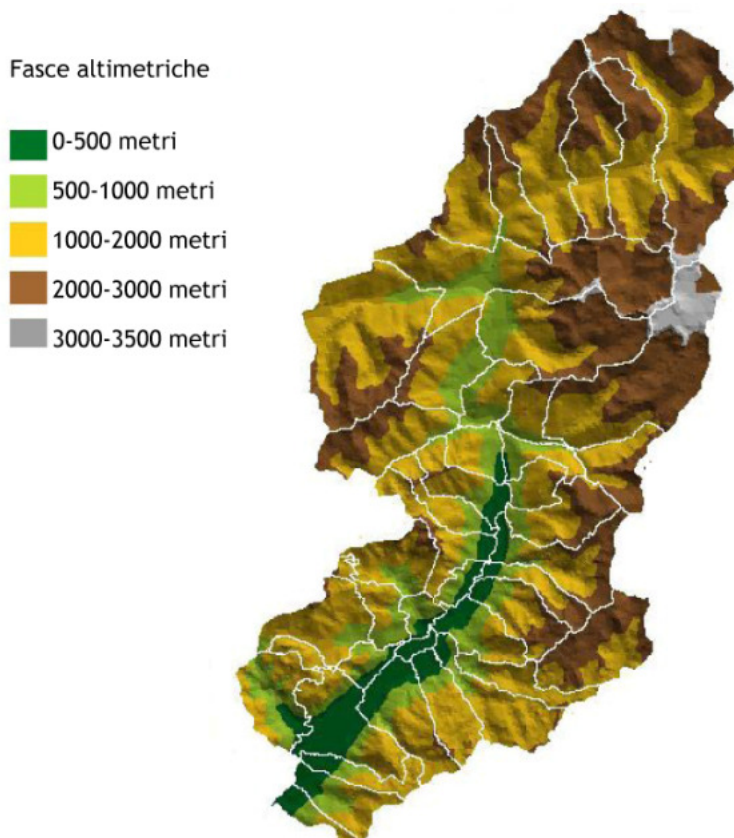 Fasce altimetriche
0-500 metri
500-1000 metri
1000-2000 metri
2000-3000 metri
3000-3500 metri